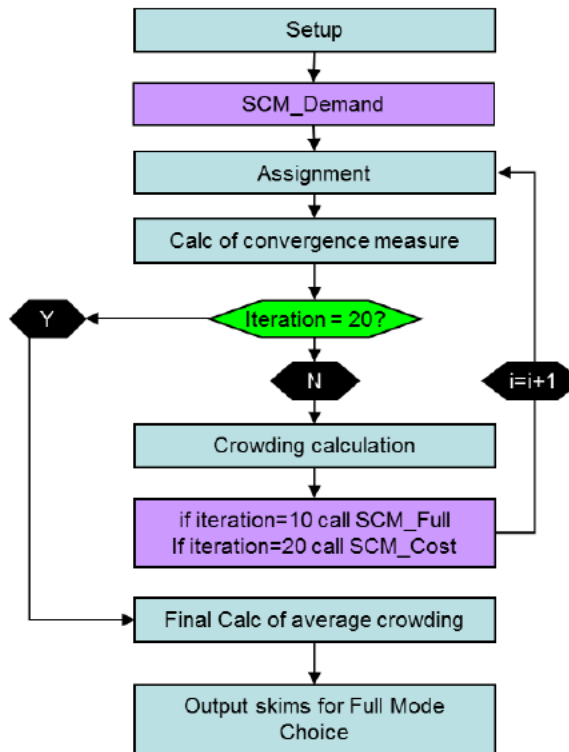 Setup
SCM_Demand
Assignment
Calc of convergence measure
Y
Iteration = 20?
N
i=i+1
Crowding calculation
if iteration=10 call SCM_Full
If iteration=20 call SCM_Cost
Final Calc of average crowding
Output skims for Full Mode
Choice